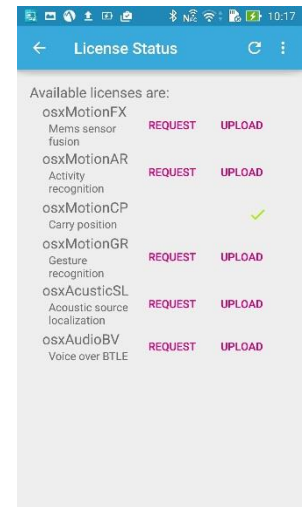 10:17
License Status
Available licenses are:
osxMotionFX
Mems sensor
fusion
REQUEST UPLOAD
osxMotionAR
Activity
recognition
REQUEST UPLOAD
osxMotionCP
Carry position
osxMotionGR
Gesture
recognition
REQUEST UPLOAD
osxAcusticSL
Acoustic source
localization
REQUEST UPLOAD
osxAudioBV
Voice over BTLE
REQUEST UPLOAD